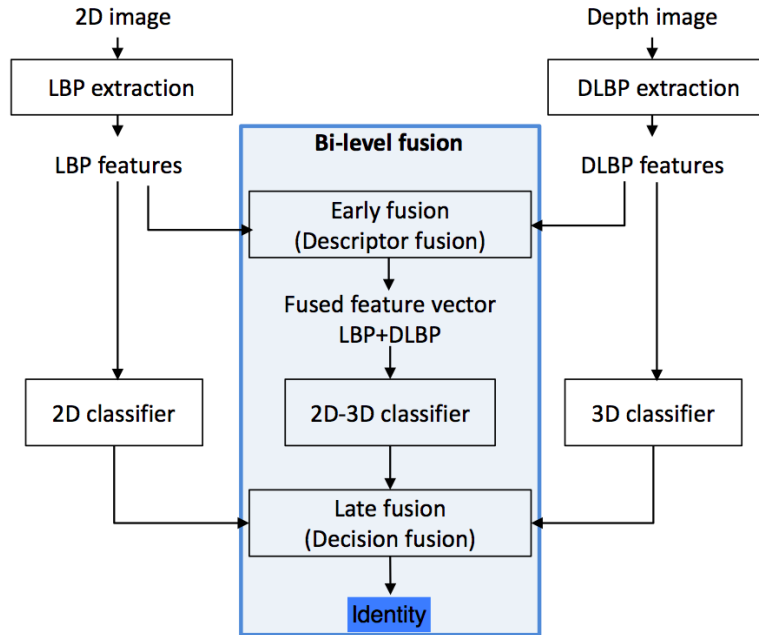 2D image
Depth image
LBP extraction
DLBP extraction
Bi-level fusion
LBP features
DLBP features
Early fusion
(Descriptor fusion)
Fused feature vector
LBP+DLBP
2D classifier
2D-3D classifier
3D classifier
Late fusion
(Decision fusion)
Identity